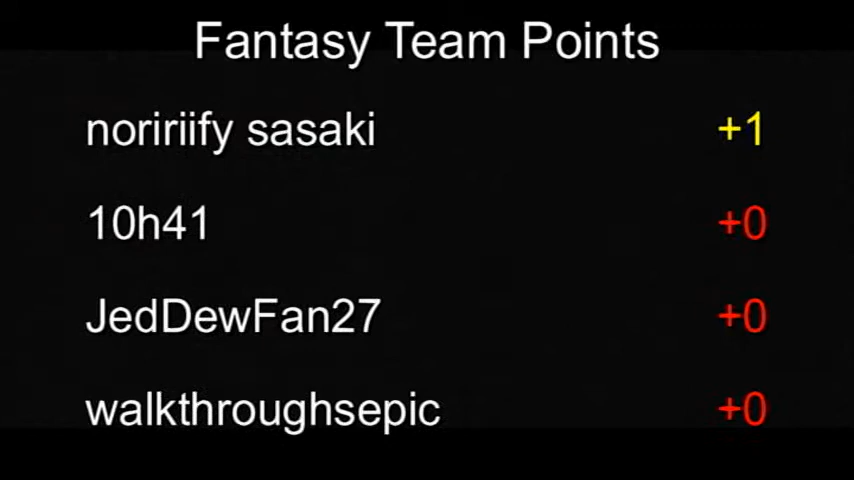 Fantasy Team Points
noririify sasaki +1
10h41 +0
JedDewFan27 +0
walkthroughsepic +0